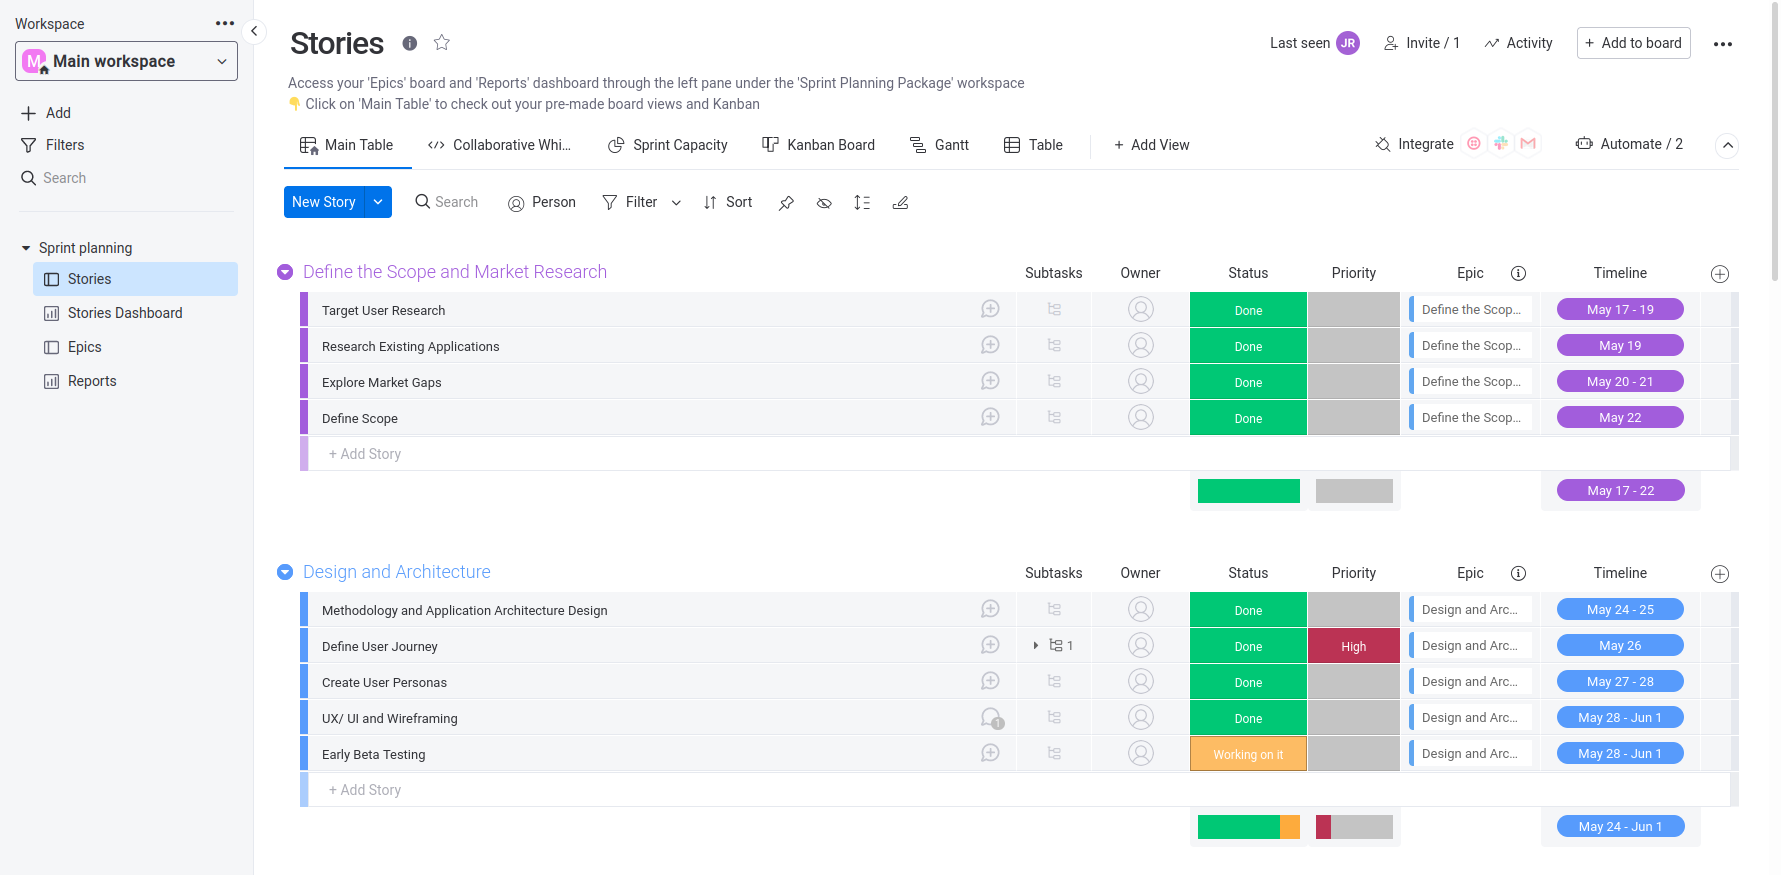 Workspace
M Main workspace
Add
Filters
Search
Sprint planning
Stories
Stories Dashboard
Epics
Reports
Stories
Last seen JR Invite / 1 Activity + Add to board
Access your 'Epics' board and 'Reports' dashboard through the left pane under the 'Sprint Planning Package' workspace
👇 Click on 'Main Table' to check out your pre-made board views and Kanban
Main Table Collaborative Whi... Sprint Capacity Kanban Board Gantt Table + Add View Integrate Automate / 2
New Story Search Person Filter Sort
Define the Scope and Market Research Subtasks Owner Status Priority Epic Timeline
Target User Research Done Define the Scop... May 17 - 19
Research Existing Applications Done Define the Scop... May 19
Explore Market Gaps Done Define the Scop... May 20 - 21
Define Scope Done Define the Scop... May 22
+ Add Story
May 17 - 22
Design and Architecture Subtasks Owner Status Priority Epic Timeline
Methodology and Application Architecture Design Done Design and Arc... May 24 - 25
Define User Journey 1 Done High Design and Arc... May 26
Create User Personas Done Design and Arc... May 27 - 28
UX/ UI and Wireframing 1 Done Design and Arc... May 28 - Jun 1
Early Beta Testing Working on it Design and Arc... May 28 - Jun 1
+ Add Story
May 24 - Jun 1